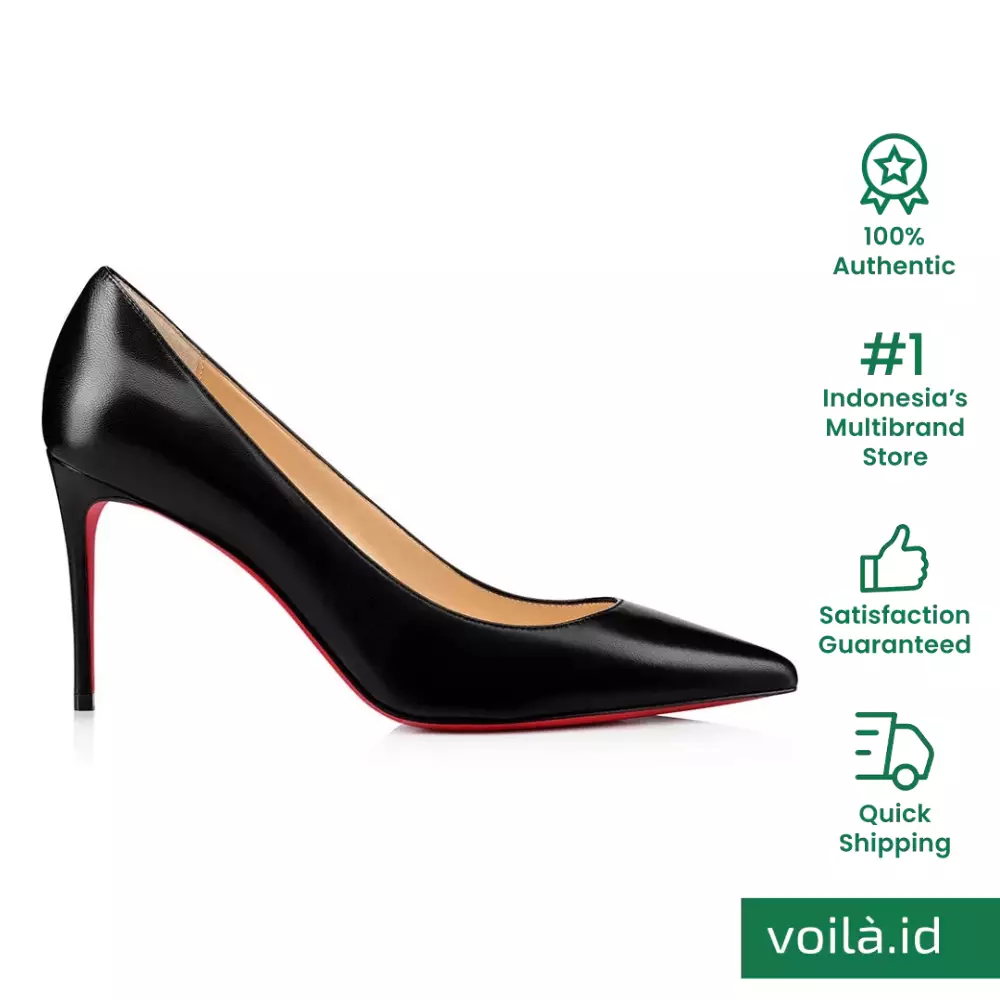 100%
Authentic
#1
Indonesia's
Multibrand
Store
Satisfaction
Guaranteed
Quick
Shipping
voilà.id